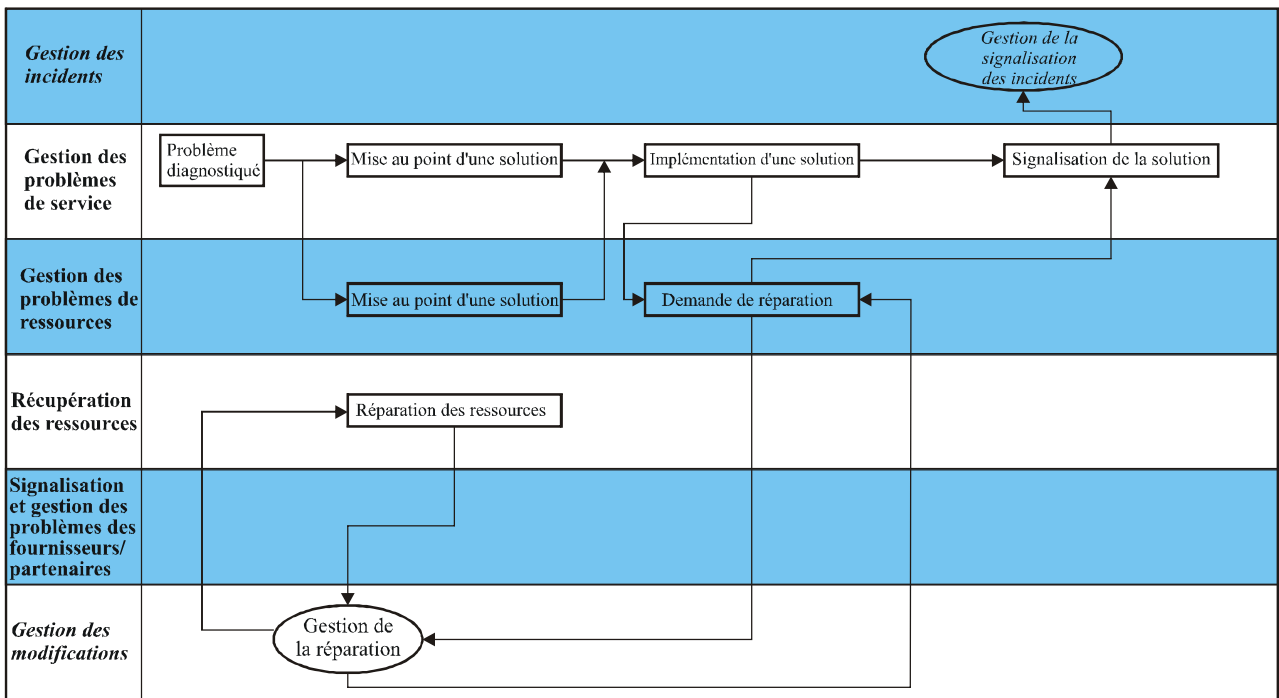 Gestion des
incidents
Gestion de la
signalisation
des incidents
Gestion des
problèmes
de service
Problème
diagnostiqué
Mise au point d'une solution
Implémentation d'une solution
Signalisation de la solution
Gestion des
problèmes de
ressources
Mise au point d'une solution
Demande de réparation
Récupération
des ressources
Réparation des ressources
Signalisation
et gestion des
problèmes des
fournisseurs/
partenaires
Gestion des
modifications
Gestion de
la réparation